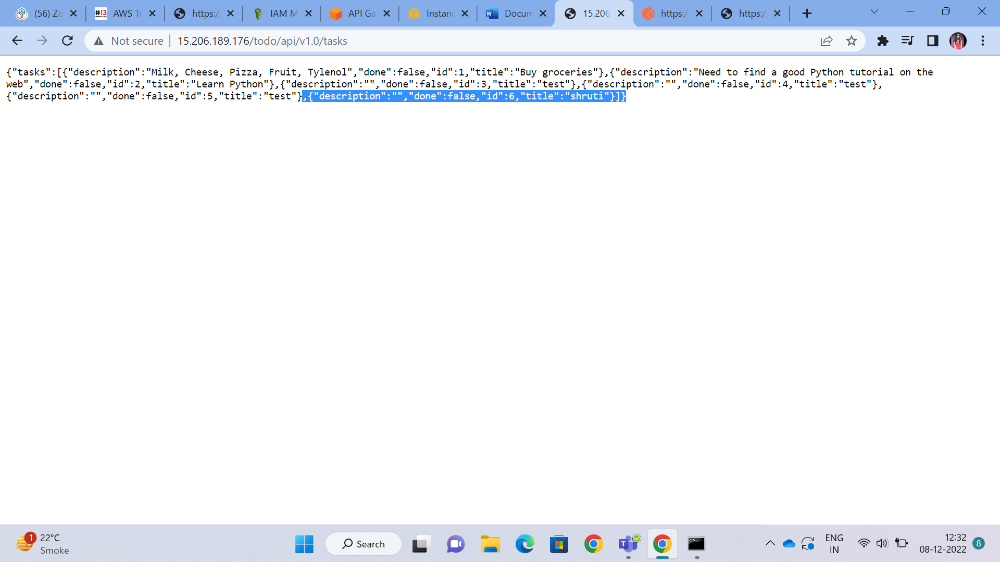 (56) Zo
AWS Tr
https:/
IAM M
API Ga
Instanc
Docum
15.206
https:/
https:/
Not secure
15.206.189.176/todo/api/v1.0/tasks
{"tasks":[{"description":"Milk, Cheese, Pizza, Fruit, Tylenol","done":false,"id":1,"title":"Buy groceries"},{"description":"Need to find a good Python tutorial on the
web","done":false,"id":2,"title":"Learn Python"},{"description":"","done":false,"id":3,"title":"test"},{"description":"","done":false,"id":4,"title":"test"},
{"description":"","done":false,"id":5,"title":"test"},{"description":"","done":false,"id":6,"title":"shruti"}]}
1
22°C
Smoke
Search
ENG
IN
12:32
08-12-2022
8